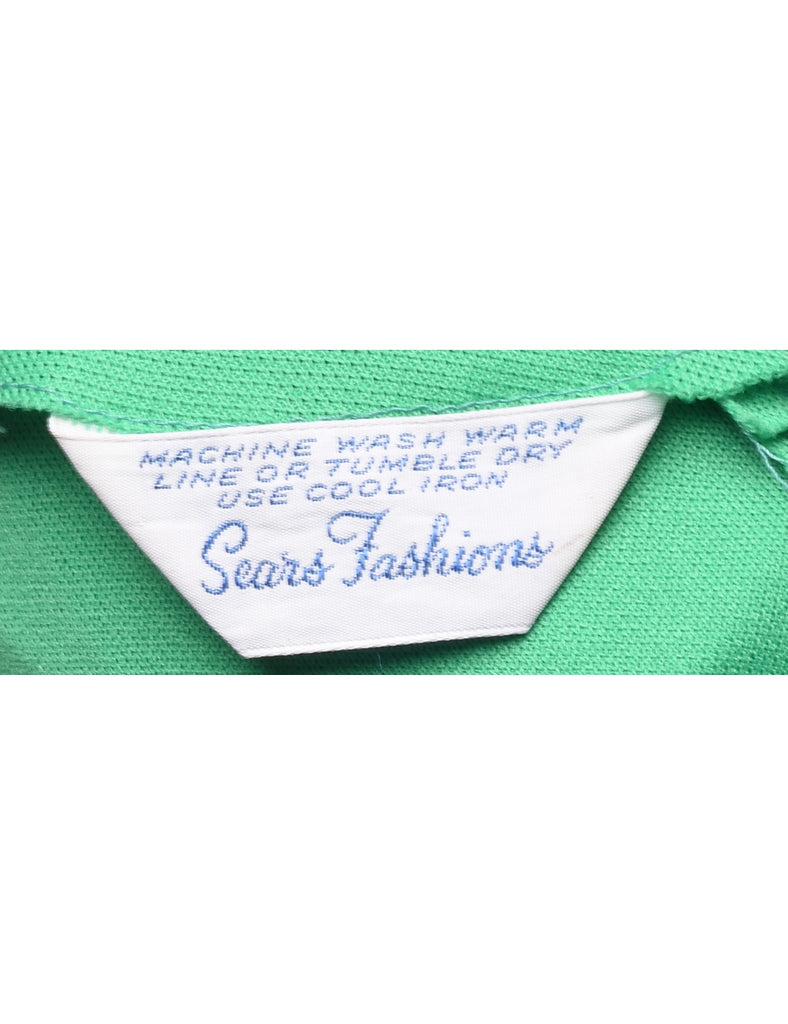 MACHINE WASH WARM
LINE OR TUMBLE DRY
USE COOL IRON
Sears Fashions